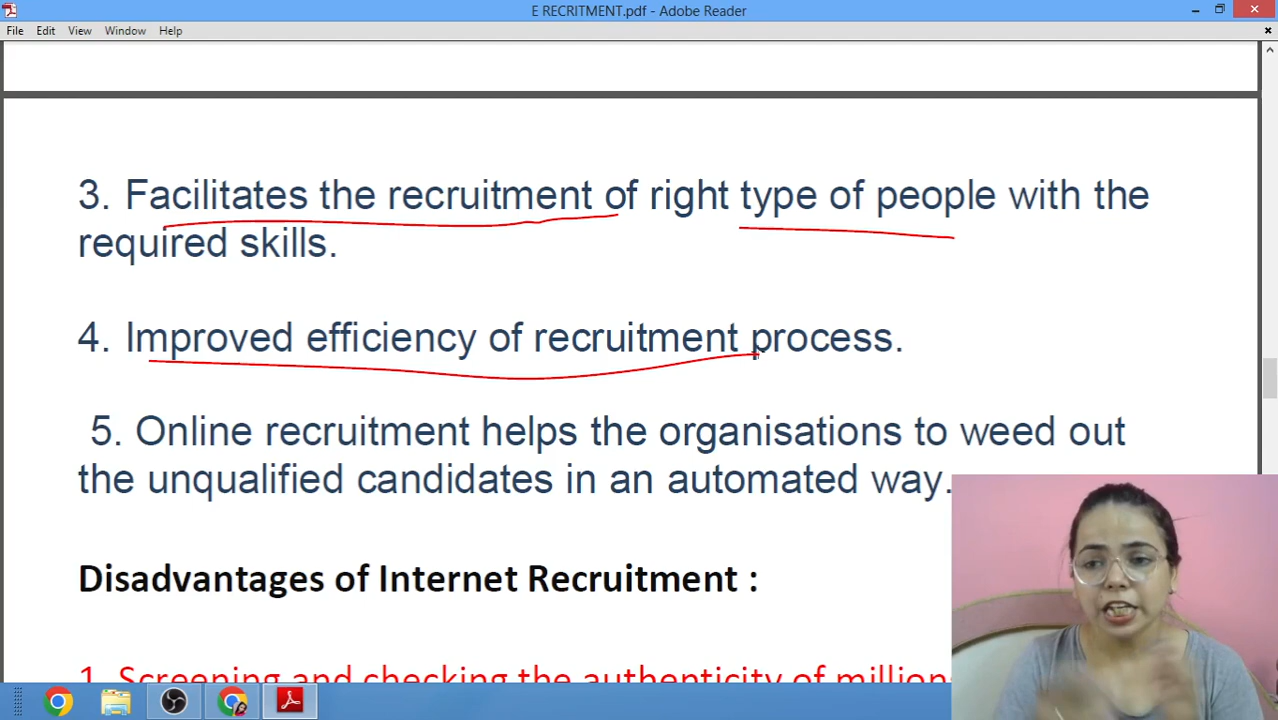 E RECRITMENT.pdf - Adobe Reader
File Edit View Window Help
3. Facilitates the recruitment of right type of people with the
required skills.
4. Improved efficiency of recruitment process.
5. Online recruitment helps the organisations to weed out
the unqualified candidates in an automated way.
Disadvantages of Internet Recruitment :
1. Screening and checking the authenticity of millions